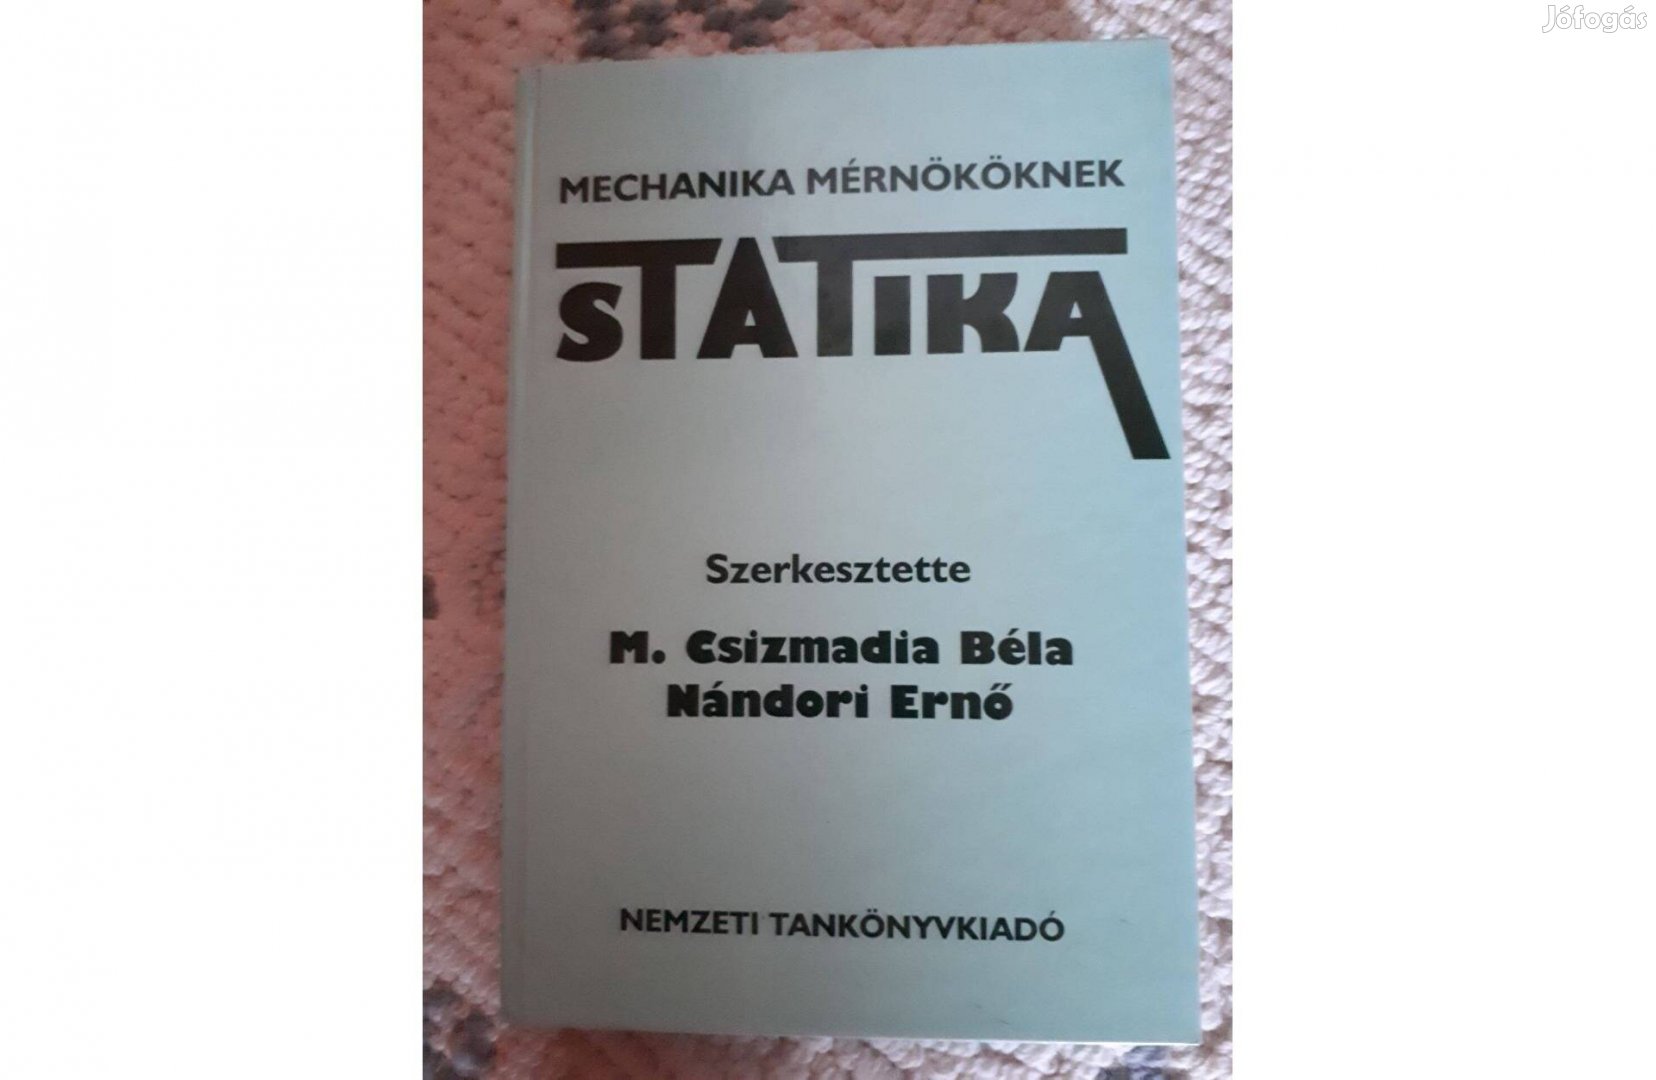 Jófogás
MECHANIKA MÉRNÖKÖKNEK
STATIKA
Szerkesztette
M. Csizmadia Béla
Nándori Ernő
NEMZETI TANKÖNYVKIADÓ